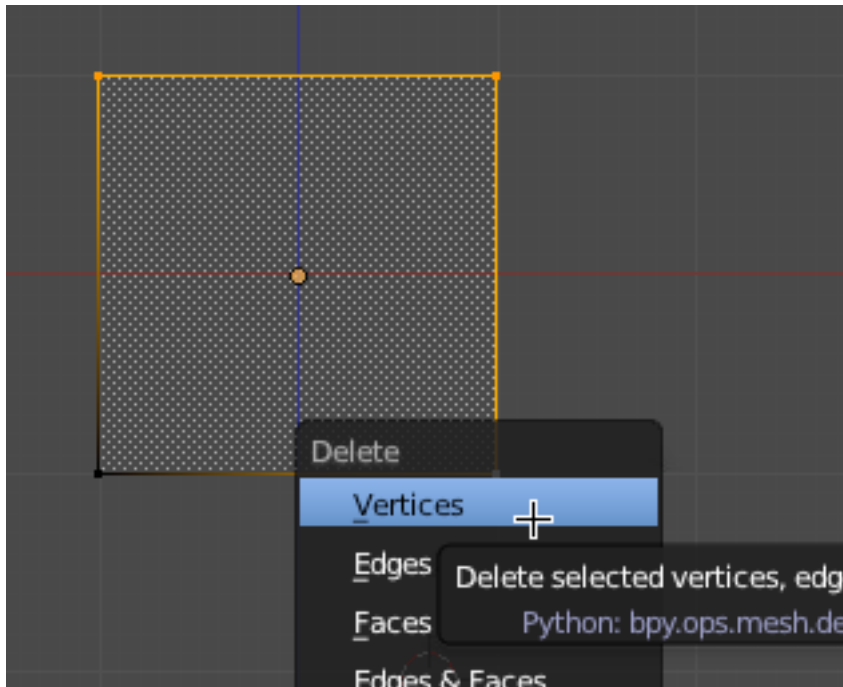 Delete
Vertices
Edges
Delete selected vertices, edg
Faces
Python: bpy.ops.mesh.de
Edges & Faces